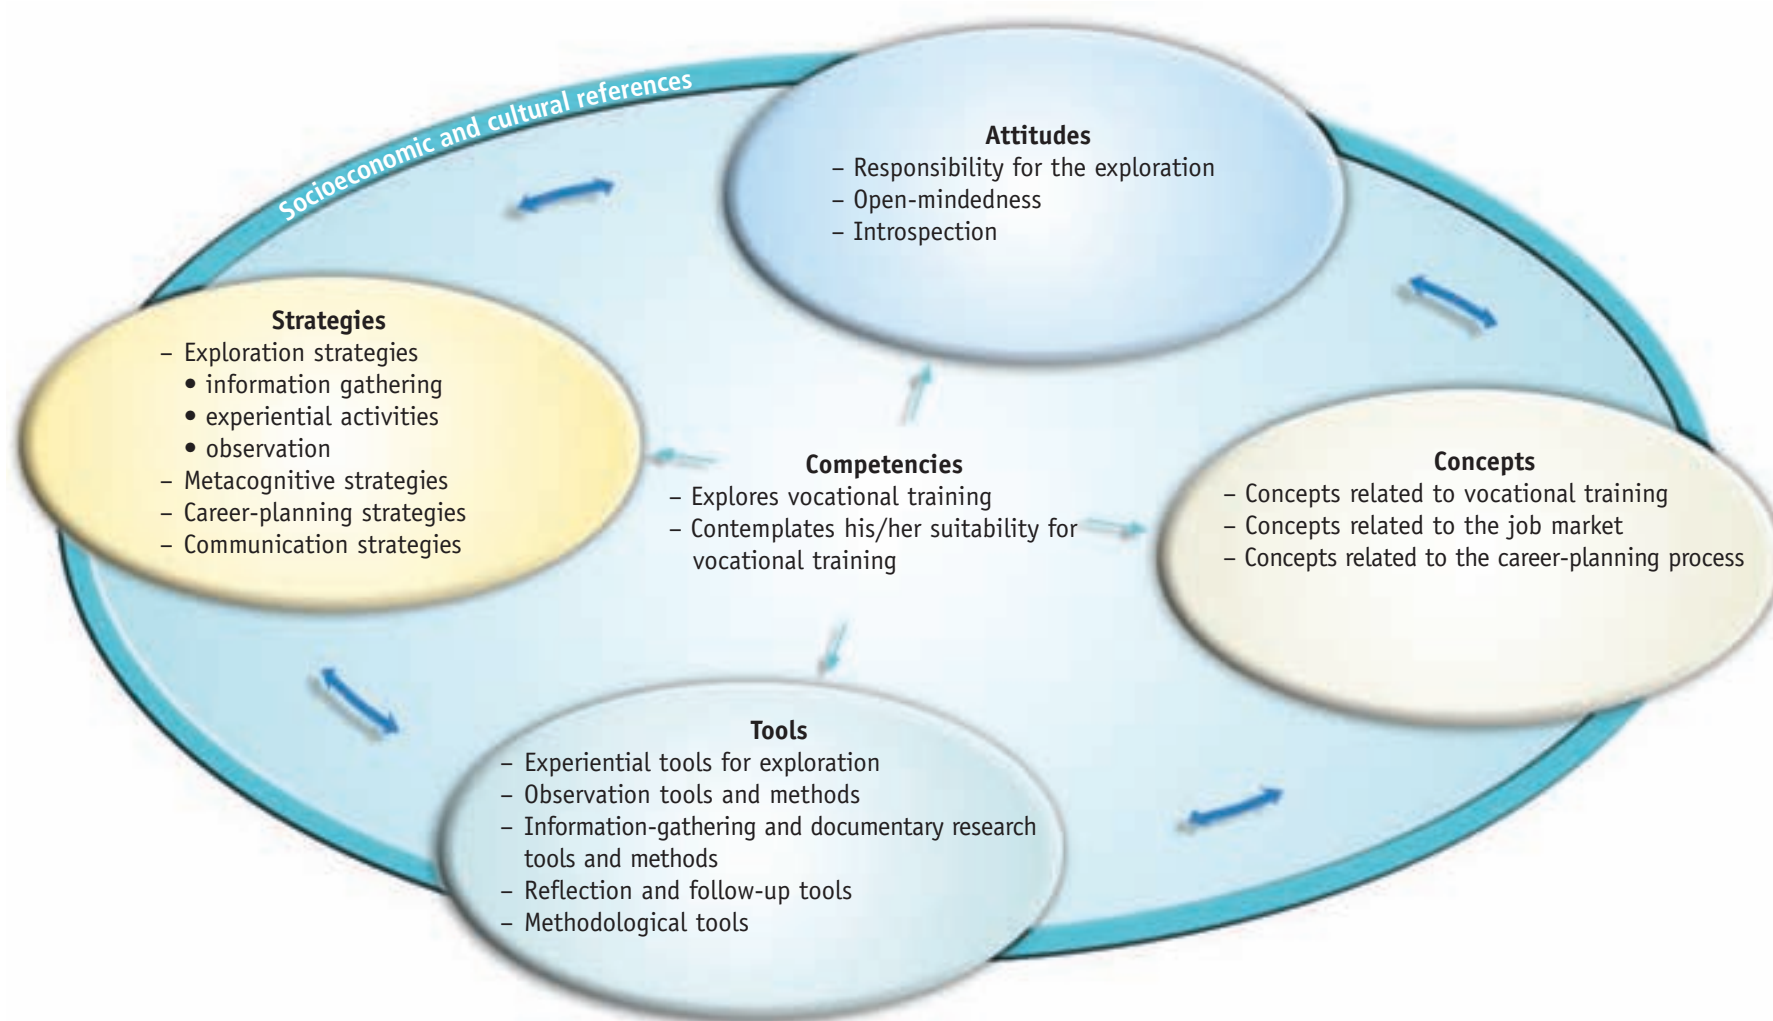 Socioeconomic and cultural references
Attitudes
– Responsibility for the exploration
– Open-mindedness
– Introspection
Strategies
– Exploration strategies
• information gathering
• experiential activities
• observation
– Metacognitive strategies
– Career-planning strategies
– Communication strategies
Competencies
– Explores vocational training
– Contemplates his/her suitability for
vocational training
Concepts
– Concepts related to vocational training
– Concepts related to the job market
– Concepts related to the career-planning process
Tools
– Experiential tools for exploration
– Observation tools and methods
– Information-gathering and documentary research
tools and methods
– Reflection and follow-up tools
– Methodological tools